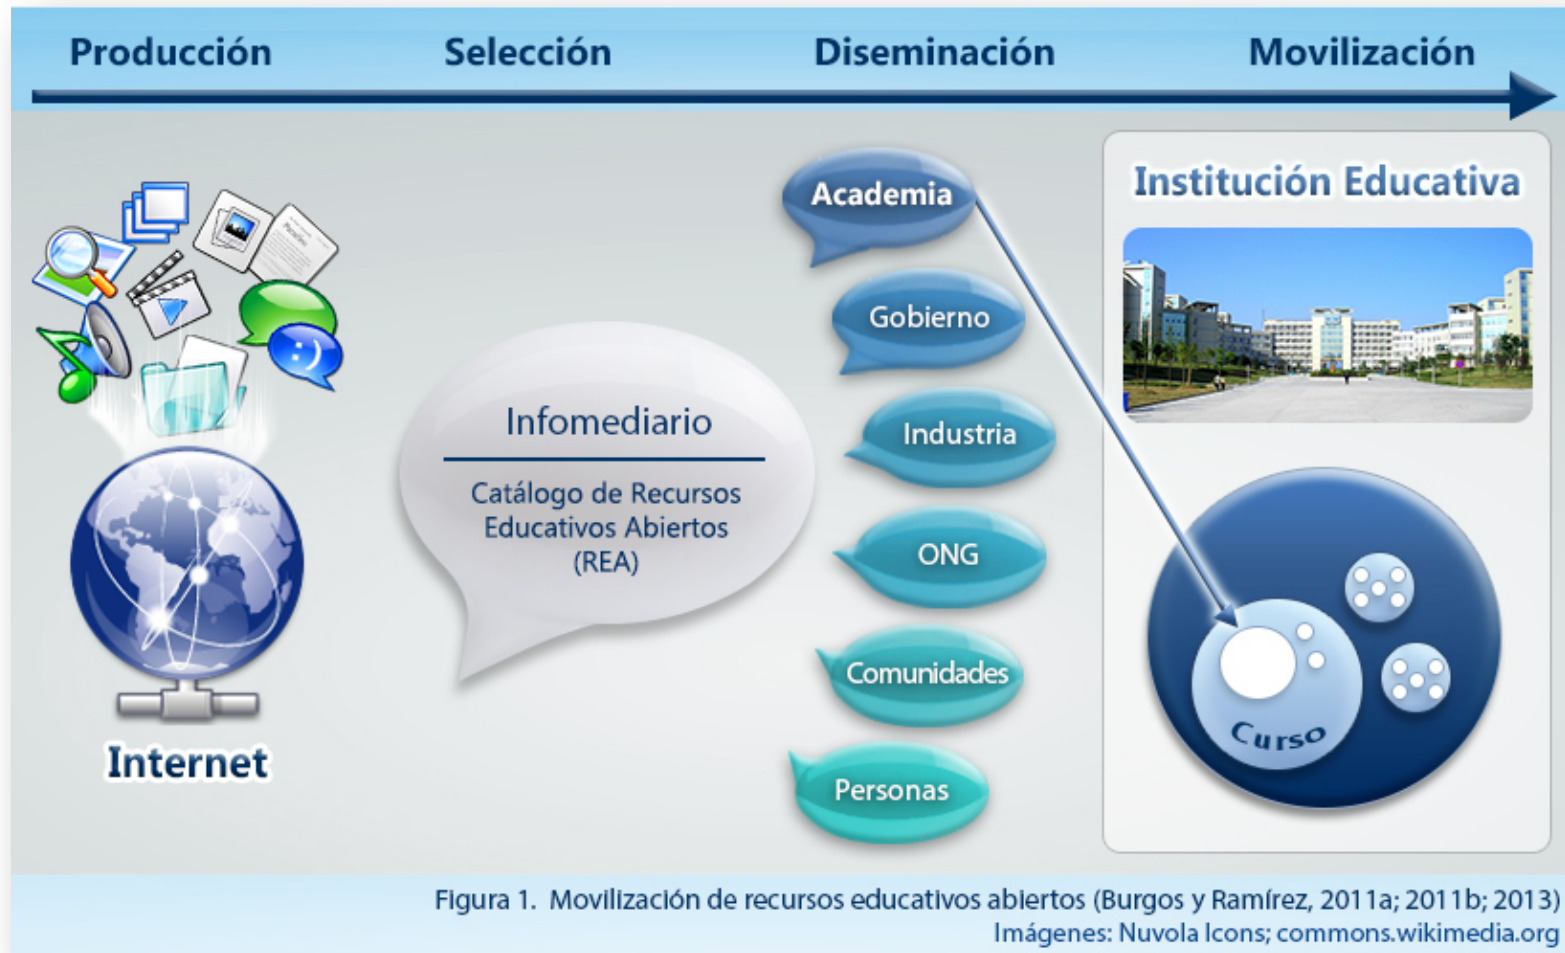 Producción
Selección
Diseminación
Movilización
Internet
Infomediario
Catálogo de Recursos
Educativos Abiertos
(REA)
Academia
Gobierno
Industria
ONG
Comunidades
Personas
Institución Educativa
Curso
Figura 1.  Movilización de recursos educativos abiertos (Burgos y Ramírez, 2011a; 2011b; 2013)
Imágenes: Nuvola Icons; commons.wikimedia.org